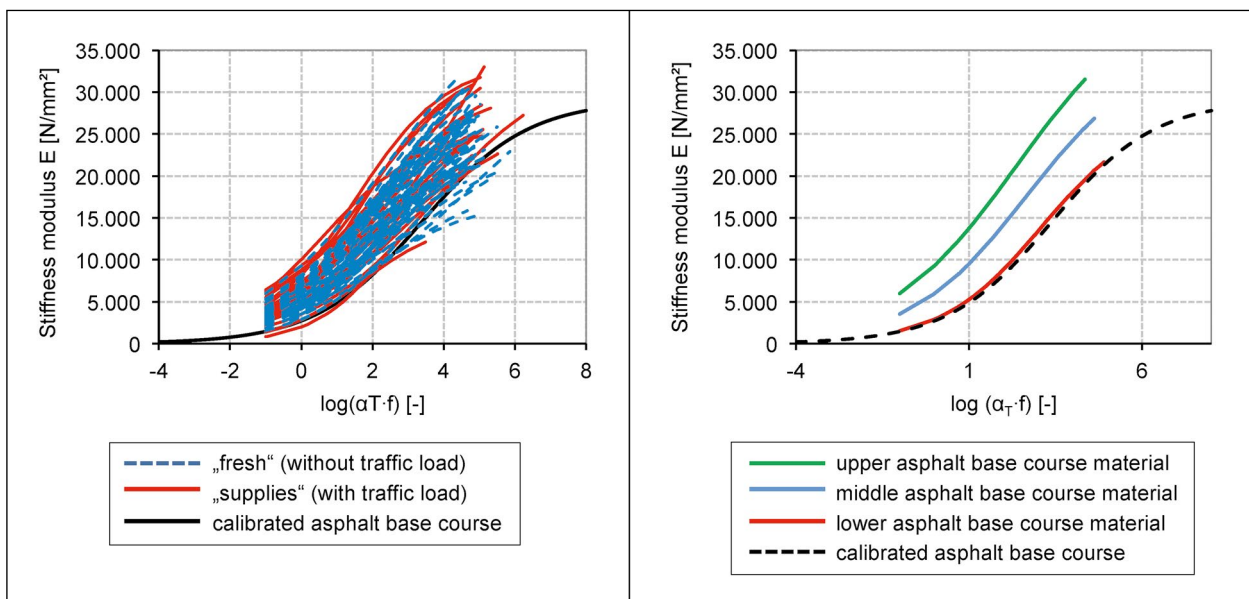 Stiffness modulus E [N/mm²]
35.000
30.000
25.000
20.000
15.000
10.000
5.000
0
-4
-2
0
2
4
6
8
log(αT·f) [-]
„fresh“ (without traffic load)
„supplies“ (with traffic load)
calibrated asphalt base course
Stiffness modulus E [N/mm²]
35.000
30.000
25.000
20.000
15.000
10.000
5.000
0
-4
1
6
log (αT·f) [-]
upper asphalt base course material
middle asphalt base course material
lower asphalt base course material
calibrated asphalt base course